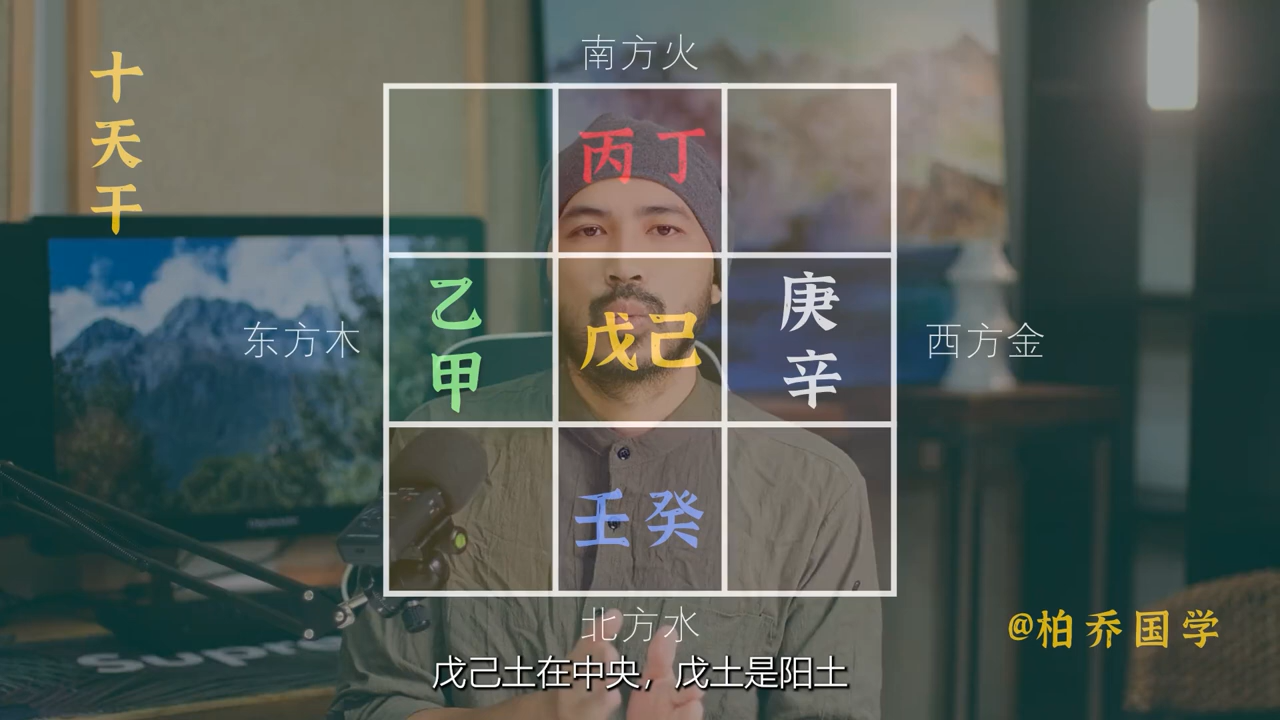 十天干
南方火
丙丁
东方木
乙
甲
戊己
庚
辛
西方金
壬癸
北方水
@柏乔国学
戊己土在中央，戊土是阳土